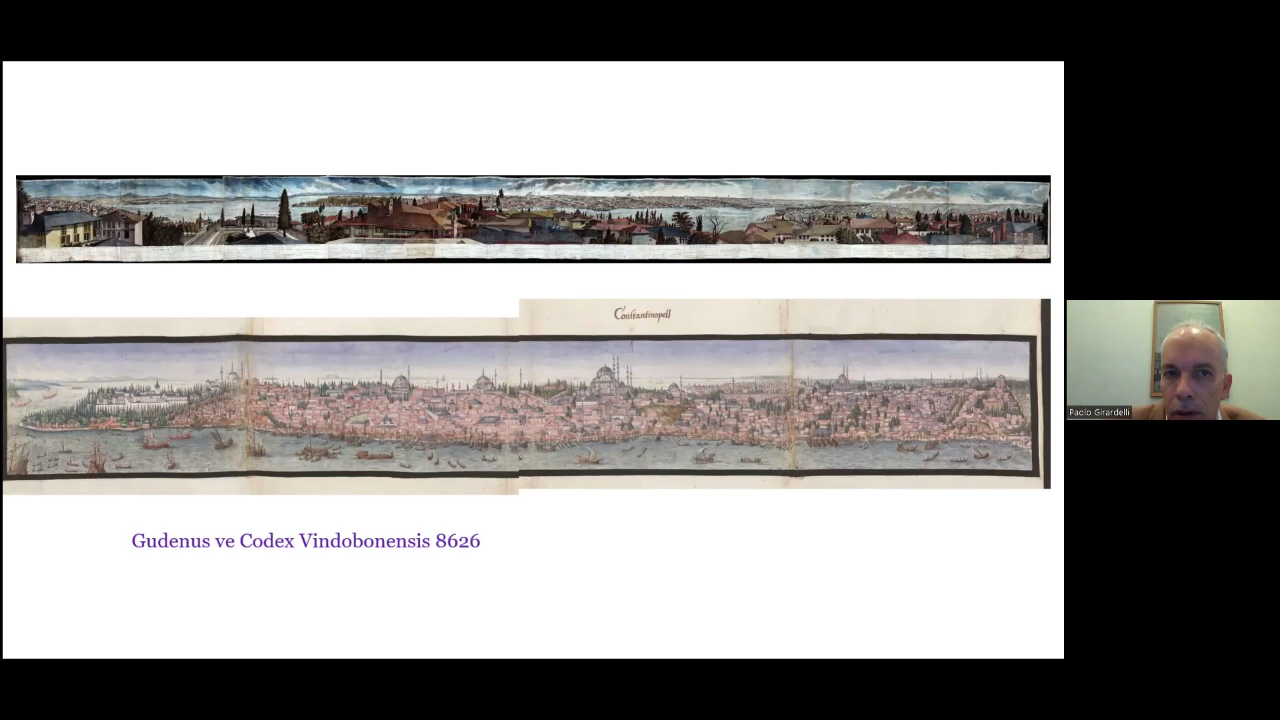 Constantinopell
Gudenus ve Codex Vindobonensis 8626
Paolo Girardelli